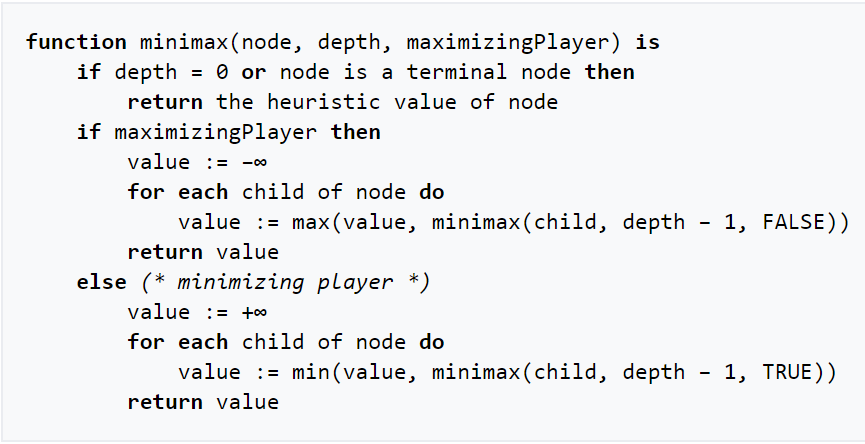 function minimax(node, depth, maximizingPlayer) is
    if depth = 0 or node is a terminal node then
        return the heuristic value of node
    if maximizingPlayer then
        value := −∞
        for each child of node do
            value := max(value, minimax(child, depth − 1, FALSE))
        return value
    else (* minimizing player *)
        value := +∞
        for each child of node do
            value := min(value, minimax(child, depth − 1, TRUE))
        return value